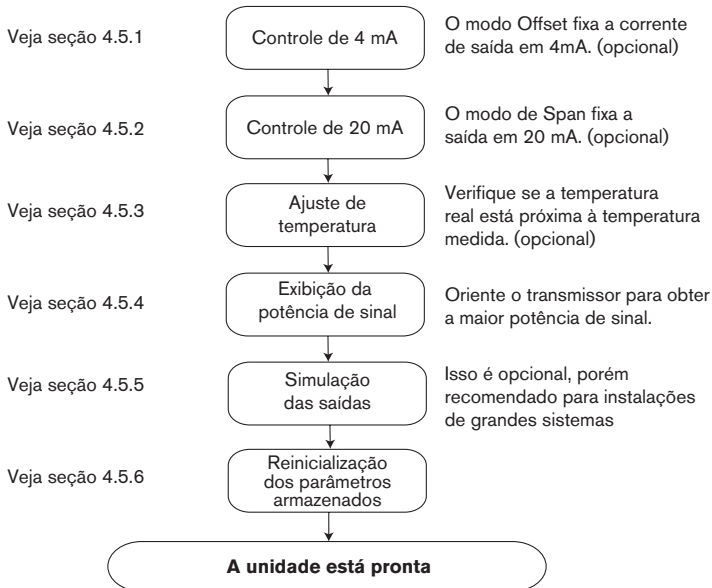 Veja seção 4.5.1
Controle de 4 mA
O modo Offset fixa a corrente
de saída em 4mA. (opcional)
Veja seção 4.5.2
Controle de 20 mA
O modo de Span fixa a
saída em 20 mA. (opcional)
Veja seção 4.5.3
Ajuste de
temperatura
Verifique se a temperatura
real está próxima à temperatura
medida. (opcional)
Veja seção 4.5.4
Exibição da
potência de sinal
Oriente o transmissor para obter
a maior potência de sinal.
Veja seção 4.5.5
Simulação
das saídas
Isso é opcional, porém
recomendado para instalações
de grandes sistemas
Veja seção 4.5.6
Reinicialização
dos parâmetros
armazenados
A unidade está pronta